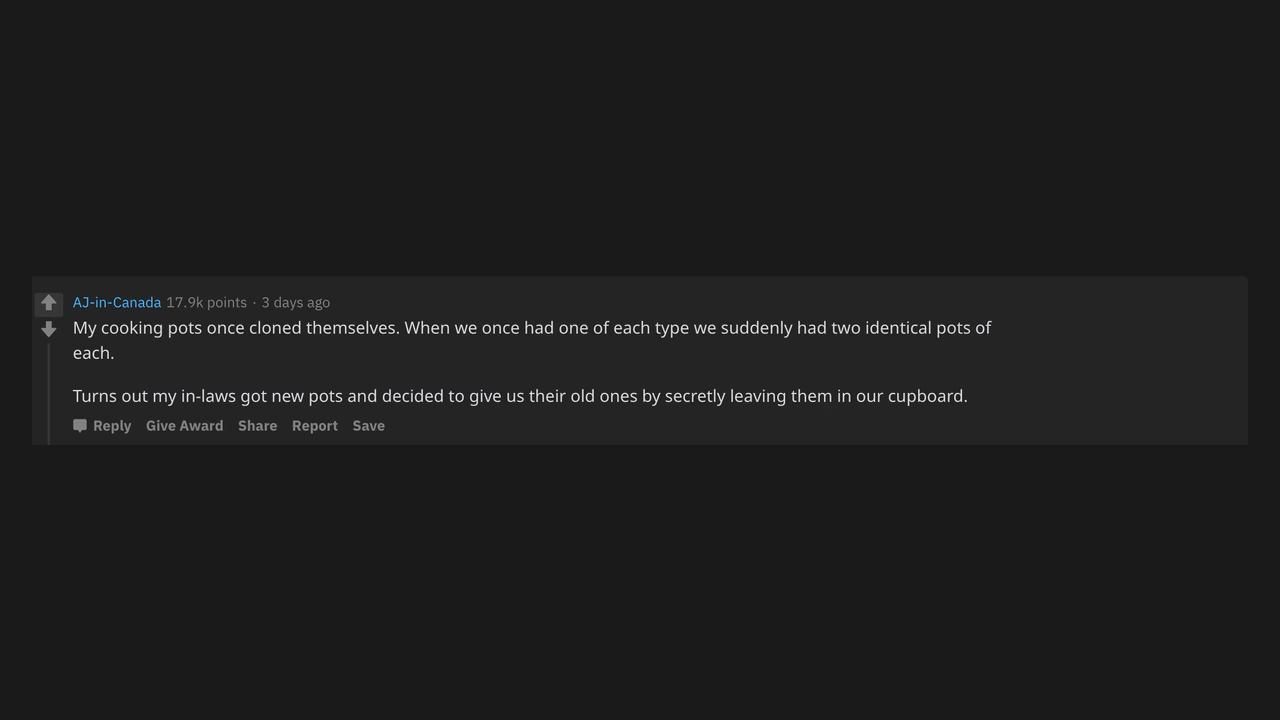 AJ-in-Canada 17.9k points · 3 days ago
My cooking pots once cloned themselves. When we once had one of each type we suddenly had two identical pots of
each.
Turns out my in-laws got new pots and decided to give us their old ones by secretly leaving them in our cupboard.
Reply Give Award Share Report Save